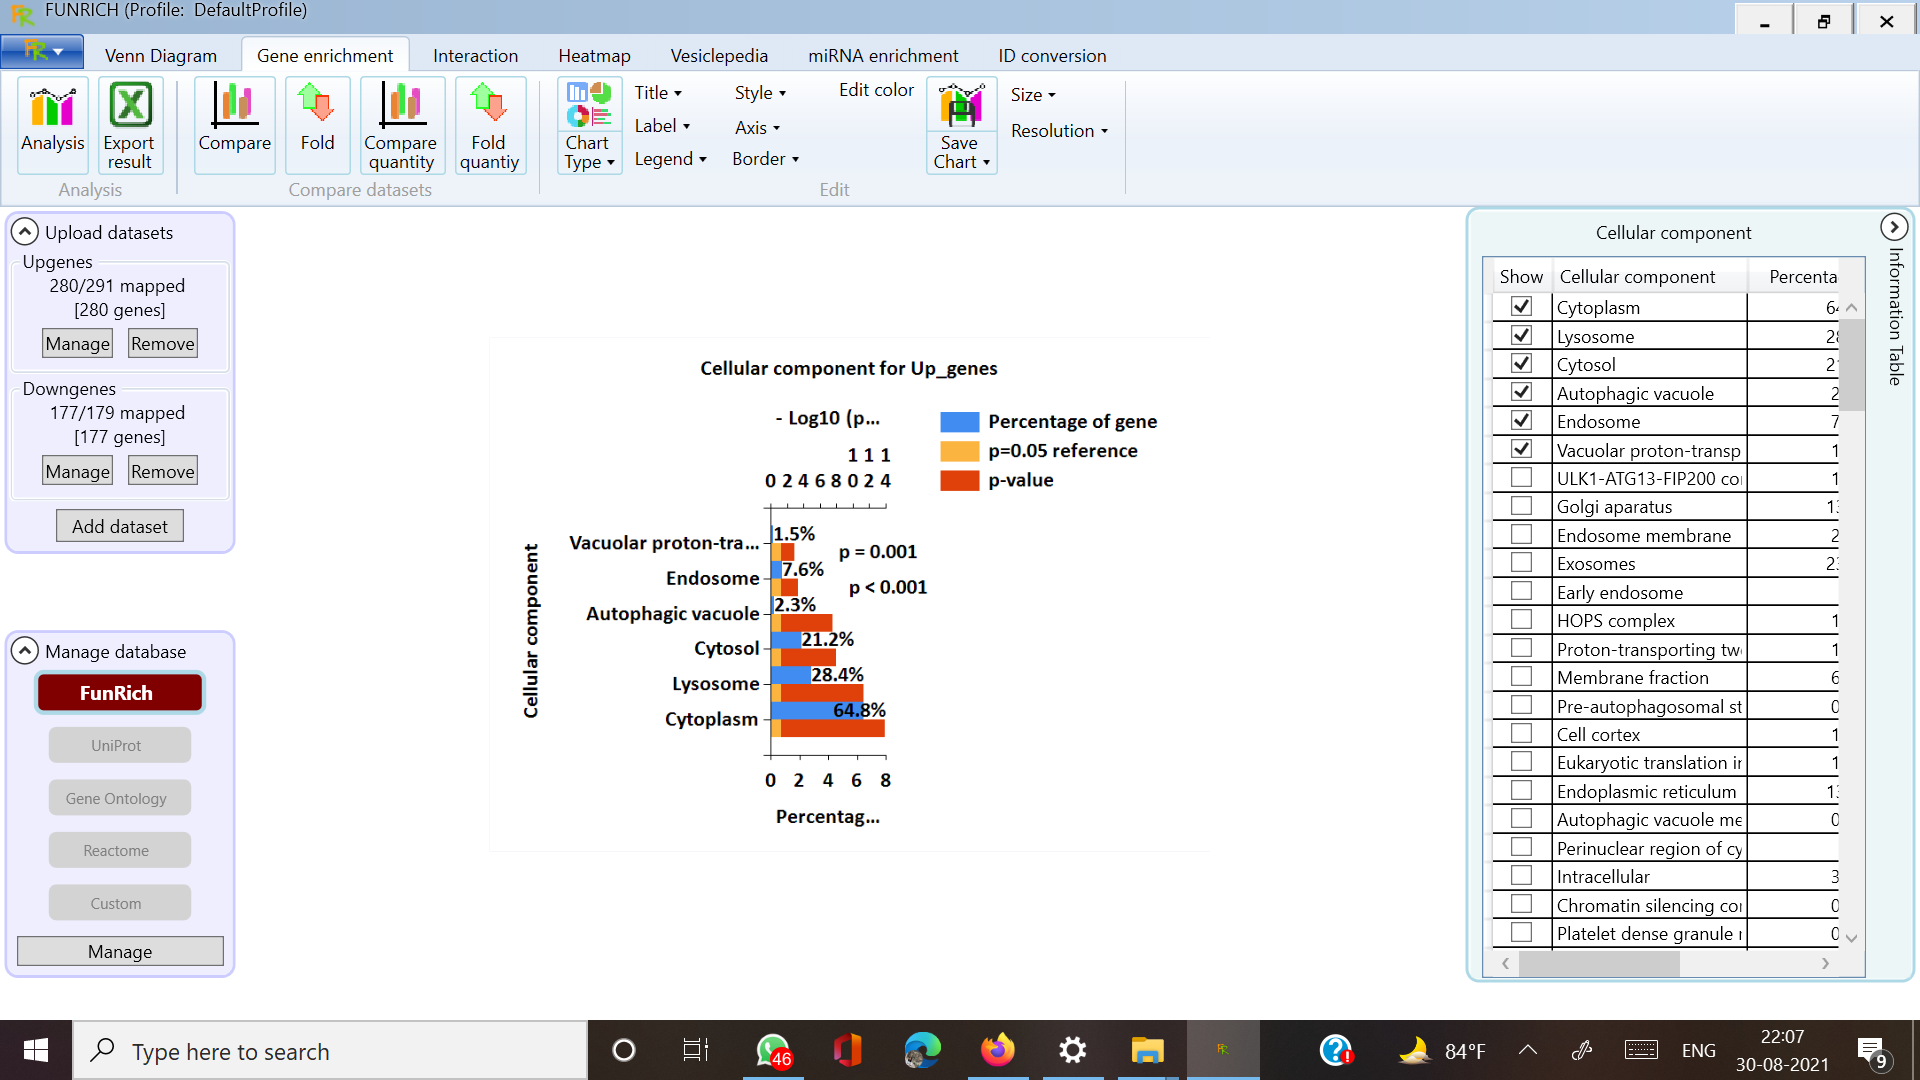 FUNRICH (Profile: DefaultProfile)
Venn Diagram Gene enrichment Interaction Heatmap Vesiclepedia miRNA enrichment ID conversion
Analysis
Export result
Analysis
Compare
Fold
Compare quantity
Fold quantiy
Compare datasets
Chart Type
Title
Label
Legend
Style
Axis
Border
Edit color
Save Chart
Size
Resolution
Edit
Upload datasets
Upgenes
280/291 mapped
[280 genes]
Manage Remove
Downgenes
177/179 mapped
[177 genes]
Manage Remove
Add dataset
Manage database
FunRich
UniProt
Gene Ontology
Reactome
Custom
Manage
Cellular component for Up_genes
- Log10 (p...
1 1 1
0 2 4 6 8 0 2 4
Percentage of gene
p=0.05 reference
p-value
Cellular component
Vacuolar proton-tra... 1.5% p = 0.001
Endosome 7.6% p < 0.001
Autophagic vacuole 2.3%
Cytosol 21.2%
Lysosome 28.4%
Cytoplasm 64.8%
0 2 4 6 8
Percentag...
Cellular component
Information Table
Show Cellular component Percenta
Cytoplasm 64
Lysosome 28
Cytosol 21
Autophagic vacuole 2
Endosome 7
Vacuolar proton-transp 1
ULK1-ATG13-FIP200 co 1
Golgi aparatus 13
Endosome membrane 2
Exosomes 23
Early endosome
HOPS complex 1
Proton-transporting tw 1
Membrane fraction 6
Pre-autophagosomal st 0
Cell cortex 1
Eukaryotic translation in 1
Endoplasmic reticulum 13
Autophagic vacuole me 0
Perinuclear region of cy
Intracellular 3
Chromatin silencing co 0
Platelet dense granule 0
Type here to search
46
84°F
ENG
22:07
30-08-2021
9